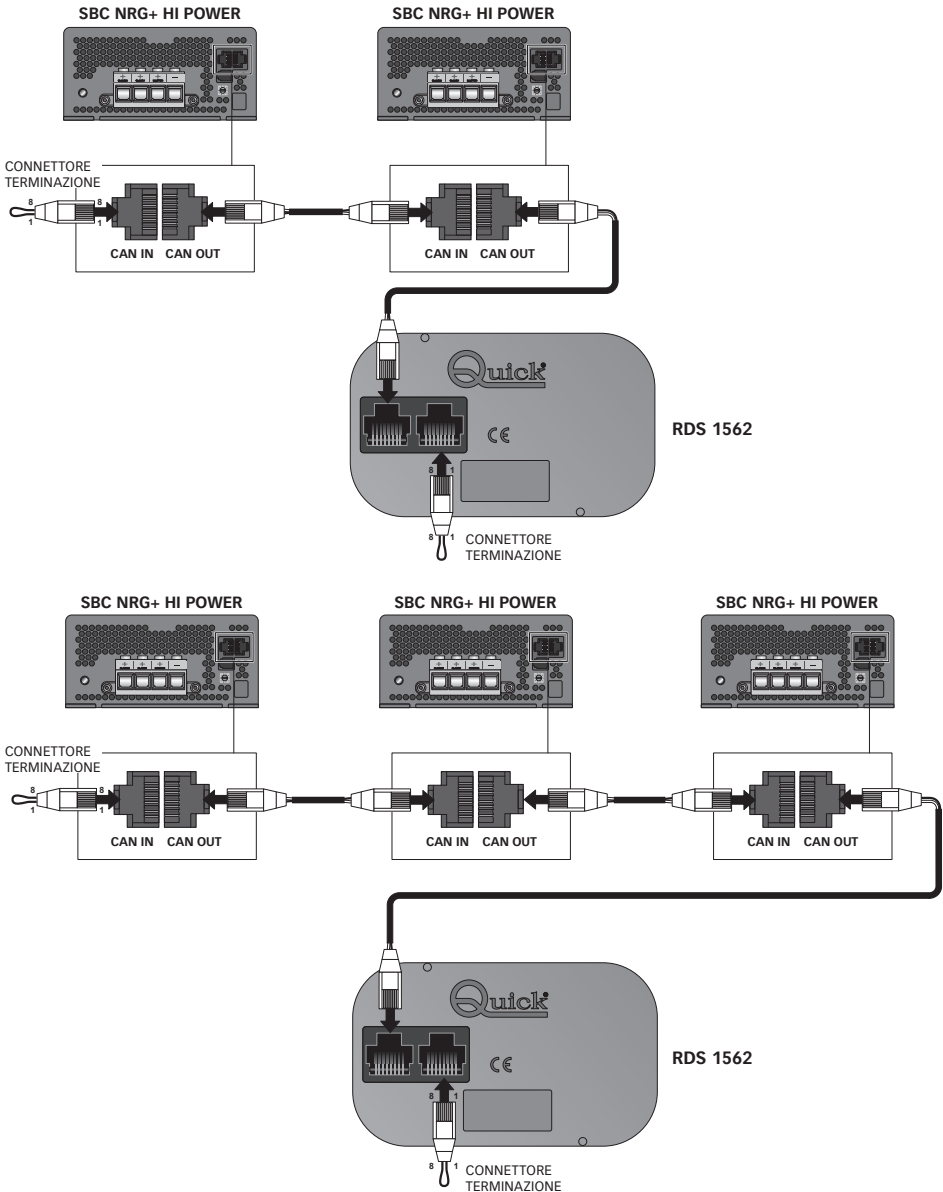 SBC NRG+ HI POWER SBC NRG+ HI POWER
CONNETTORE
TERMINAZIONE
8 8
1 1
CAN IN CAN OUT CAN IN CAN OUT
Quick®
RDS 1562
CE
8 1
8 1
CONNETTORE
TERMINAZIONE
SBC NRG+ HI POWER SBC NRG+ HI POWER SBC NRG+ HI POWER
CONNETTORE
TERMINAZIONE
8 8
1 1
CAN IN CAN OUT CAN IN CAN OUT CAN IN CAN OUT
Quick®
RDS 1562
CE
8 1
8 1
CONNETTORE
TERMINAZIONE